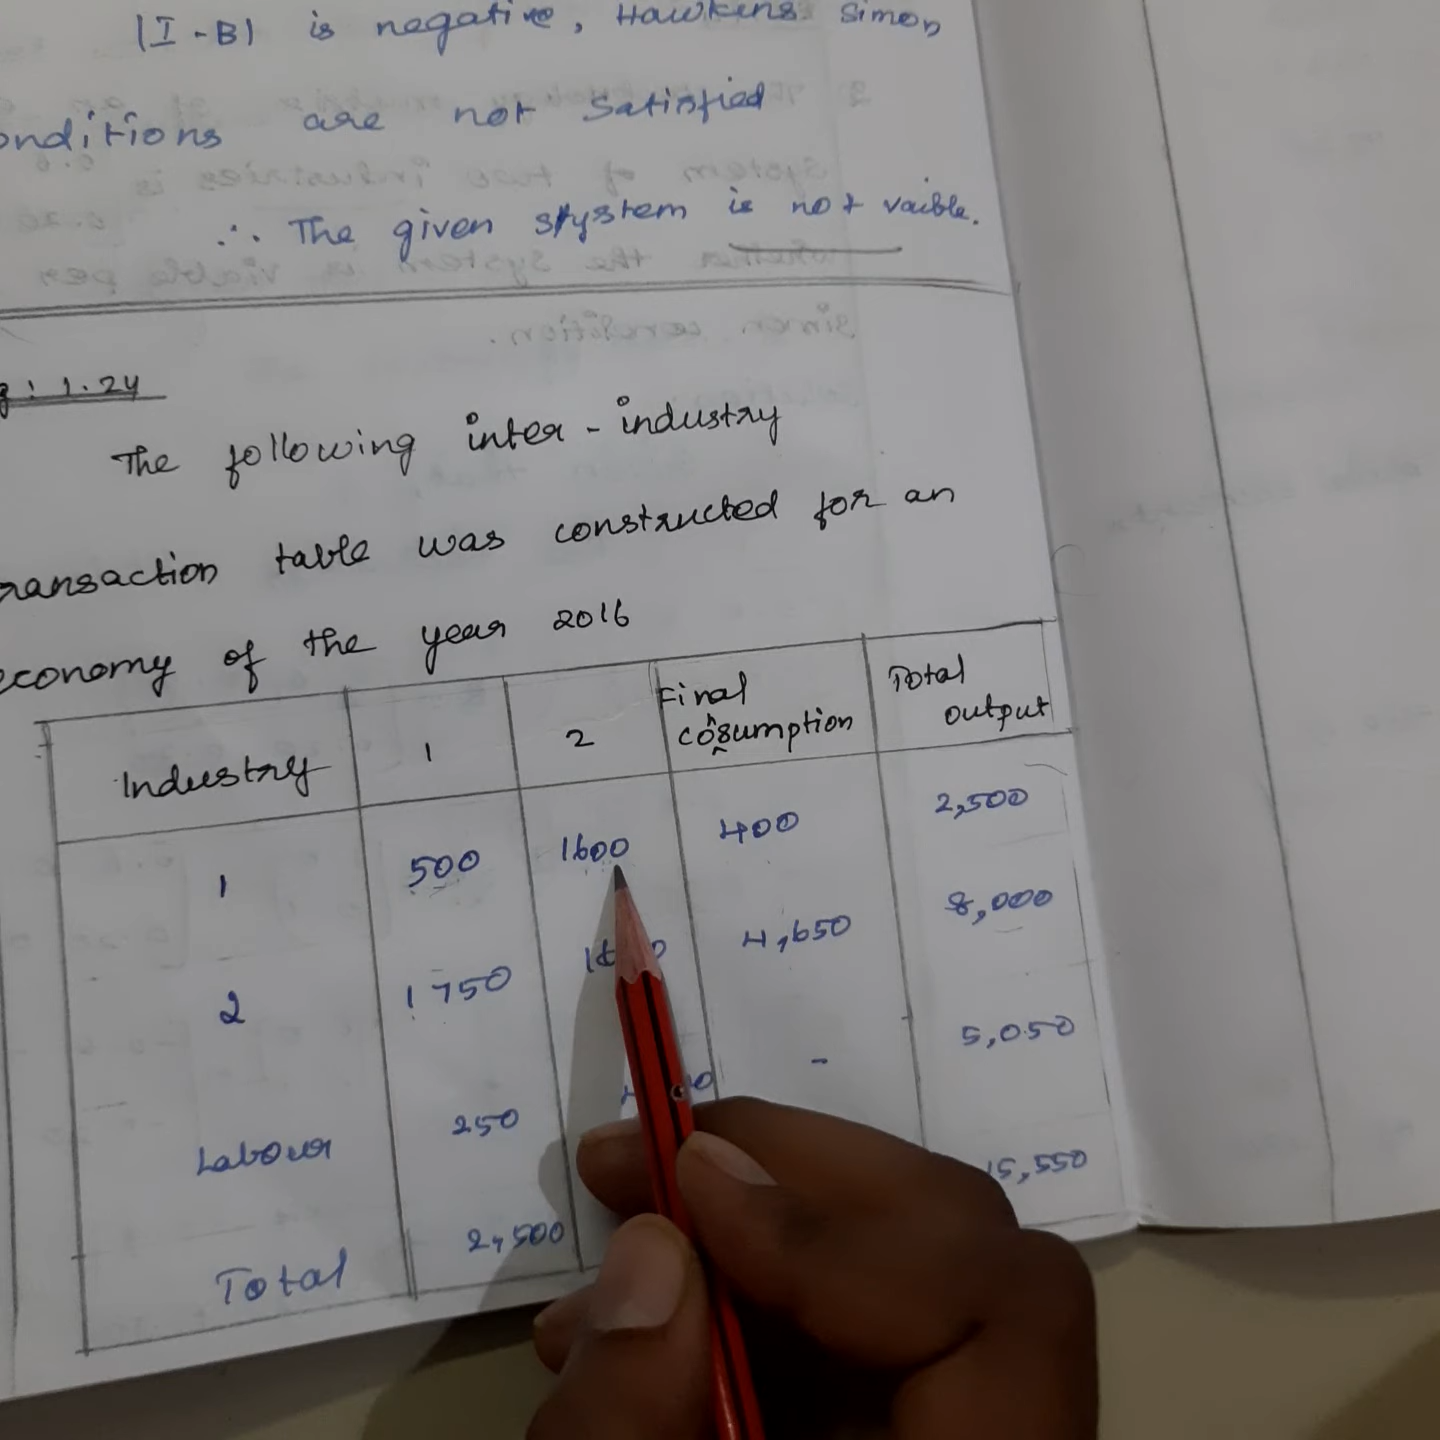 |I-B| is negative, Hawkins Simon
onditions are not Satisfied
∴ The given system is not vaible.
g: 1.24
The following inter-industry
ransaction table was constructed for an
economy of the year 2016
Industry 1 2 Final cosumption Total output
1 500 1600 400 2,500
2 1750 4,650 8,000
Labour 250 - 5,050
Total 2,500 15,550